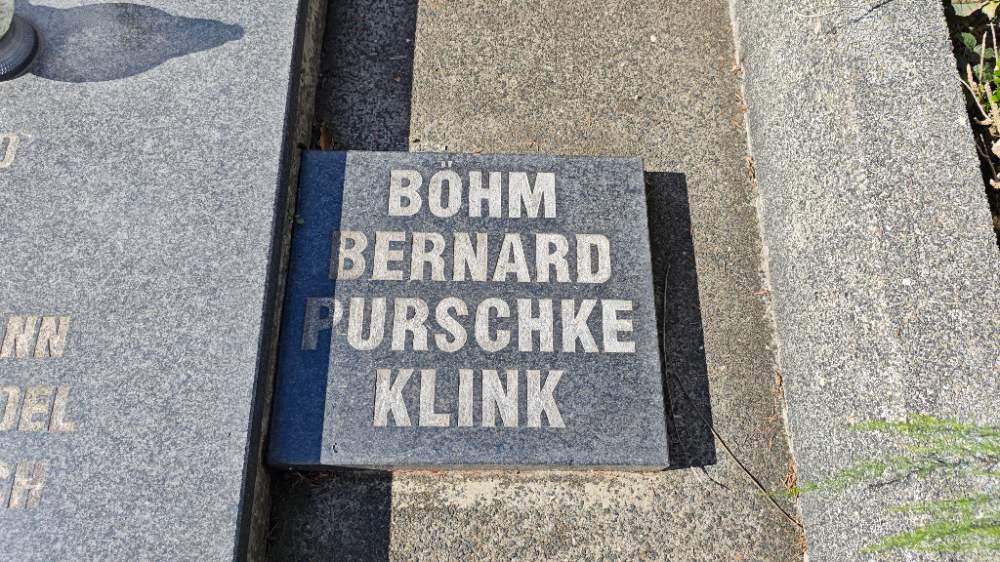 BÖHM
BERNARD
PURSCHKE
KLINK